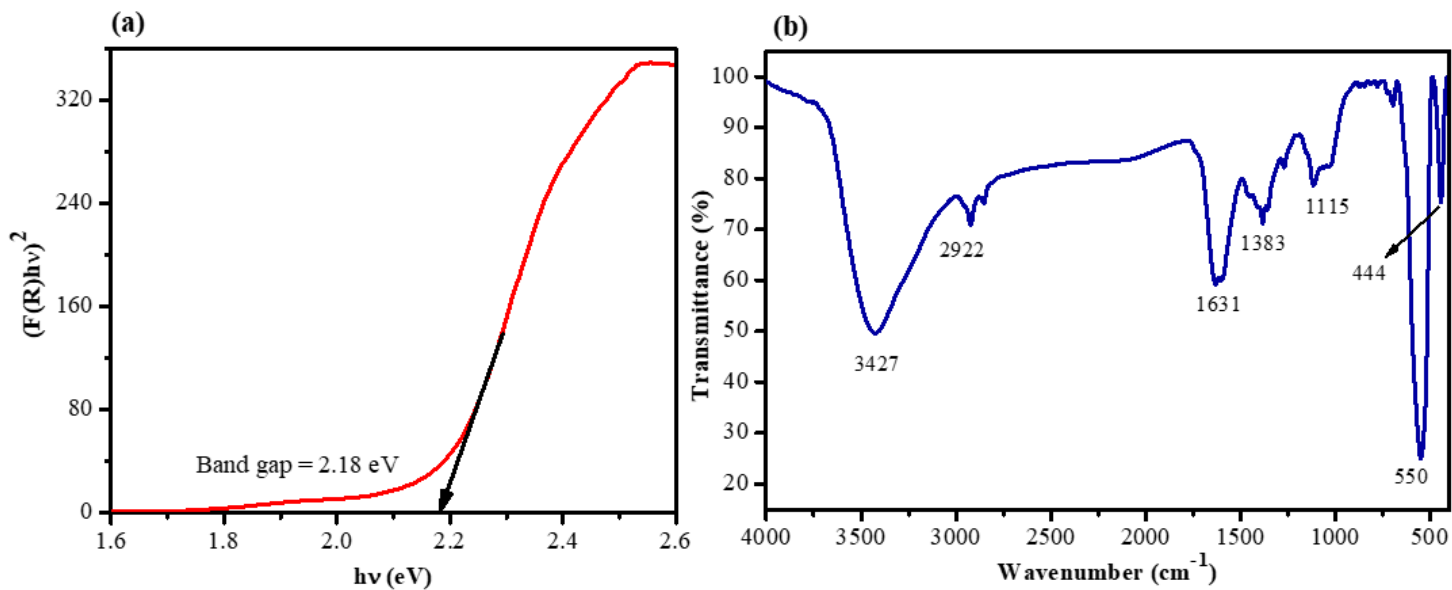 (a)
(F(R)hν)²
320
240
160
80
0
Band gap = 2.18 eV
1.6 1.8 2.0 2.2 2.4 2.6
hν (eV)
(b)
Transmittance (%)
100
90
80
70
60
50
40
30
20
3427
2922
1631
1383
1115
444
550
4000 3500 3000 2500 2000 1500 1000 500
Wavenumber (cm⁻¹)